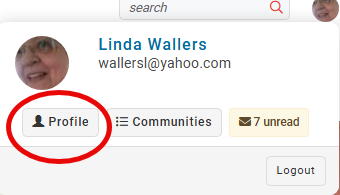 search
Linda Wallers
wallersl@yahoo.com
Profile Communities 7 unread
Logout